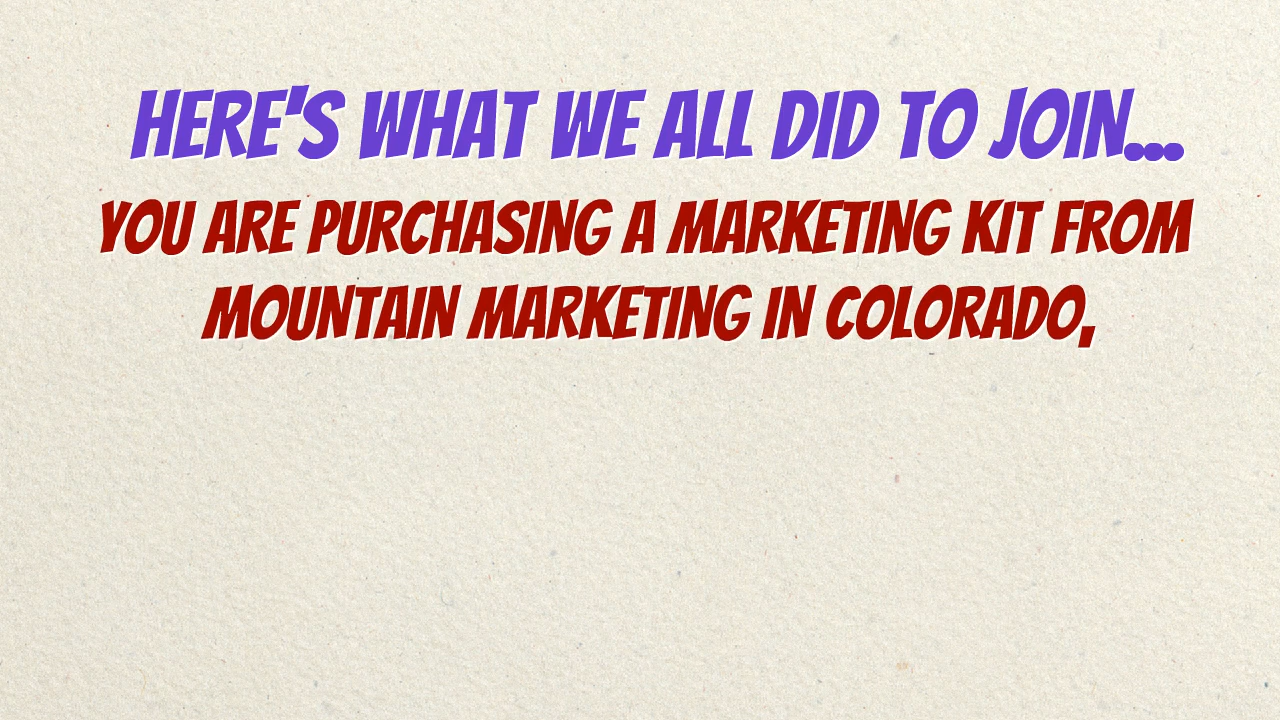 HERE'S WHAT WE ALL DID TO JOIN...
YOU ARE PURCHASING A MARKETING KIT FROM
MOUNTAIN MARKETING IN COLORADO,